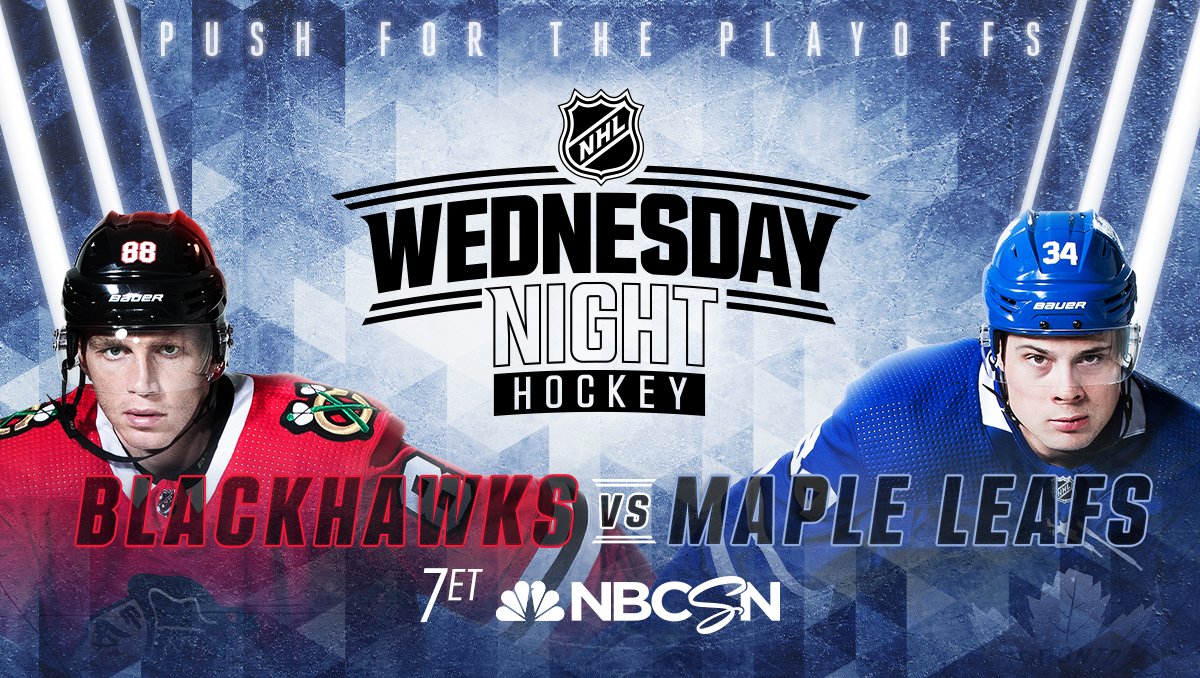 PUSH FOR THE PLAYOFFS
NHL
WEDNESDAY
NIGHT
HOCKEY
88
BAUER
34
BAUER
BLACKHAWKS VS MAPLE LEAFS
7ET NBCSN